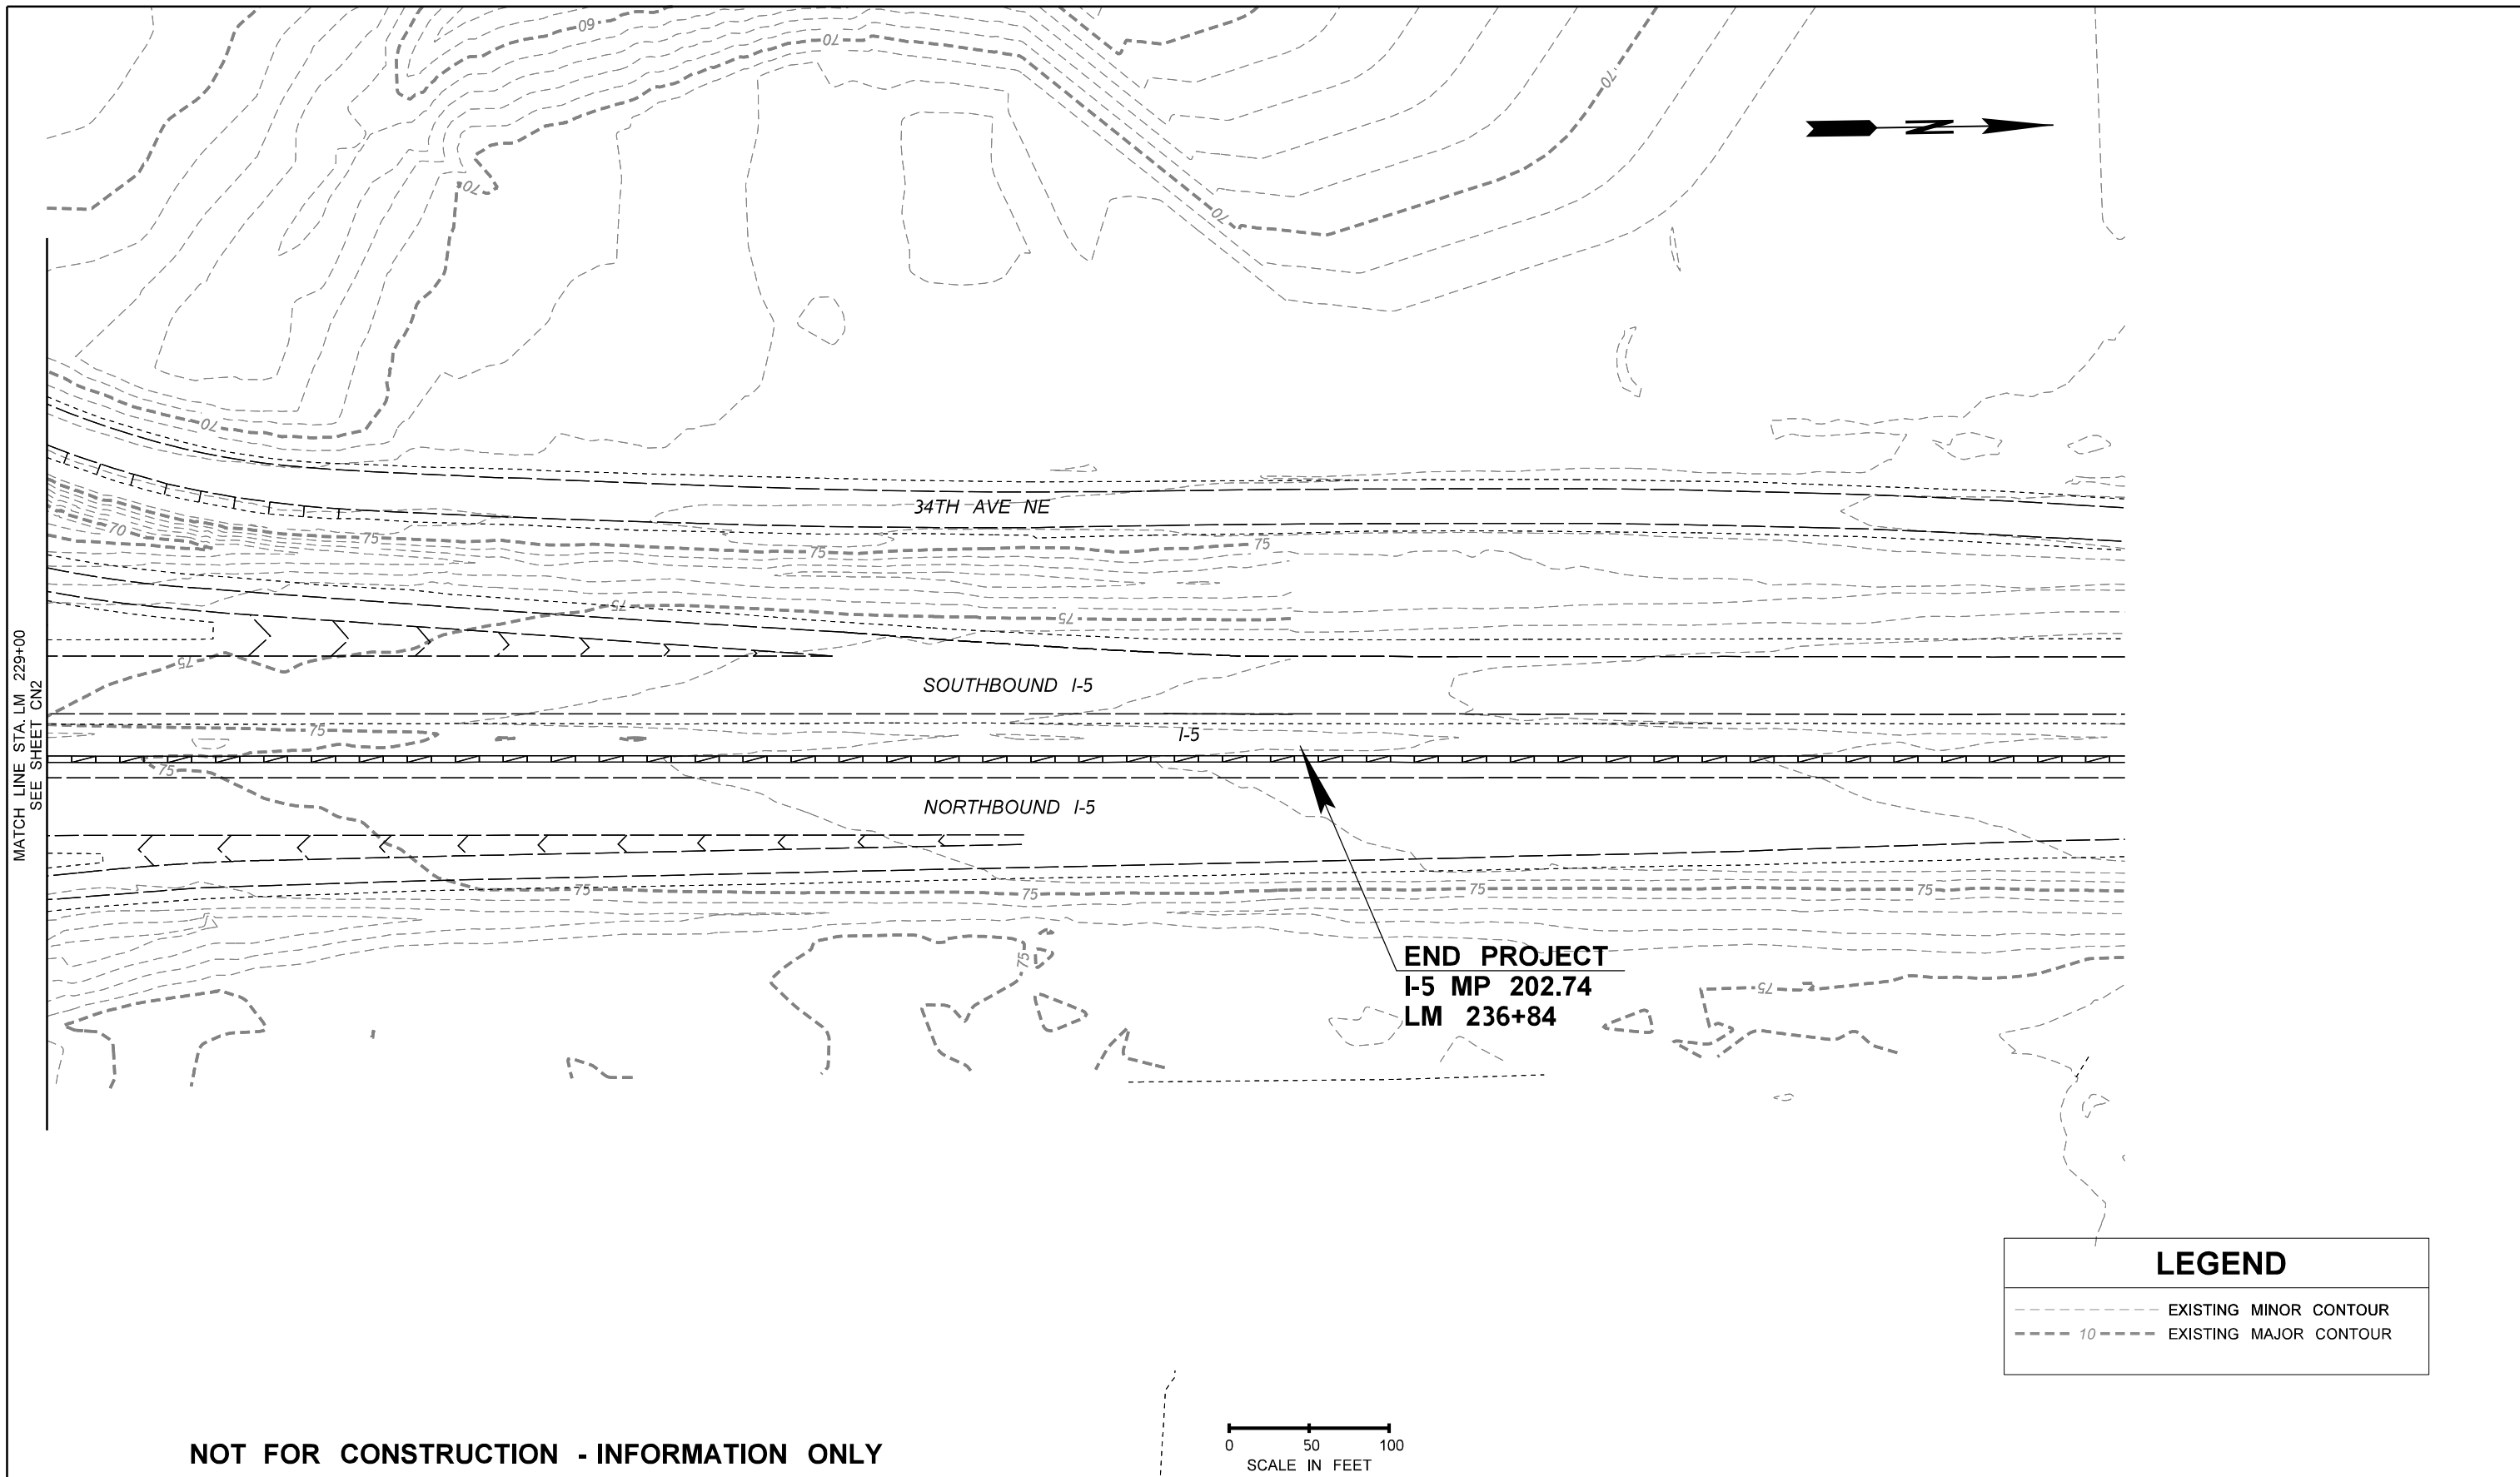 60
70
70
70
N
70
70
34TH AVE NE
70
75
75
75
75
75
MATCH LINE STA. LM 229+00
SEE SHEET CN2
75
SOUTHBOUND I-5
75
I-5
75
NORTHBOUND I-5
75
75
75
75
75
75
END PROJECT
I-5 MP 202.74
LM 236+84
LEGEND
EXISTING MINOR CONTOUR
10 EXISTING MAJOR CONTOUR
NOT FOR CONSTRUCTION - INFORMATION ONLY
0 50 100
SCALE IN FEET